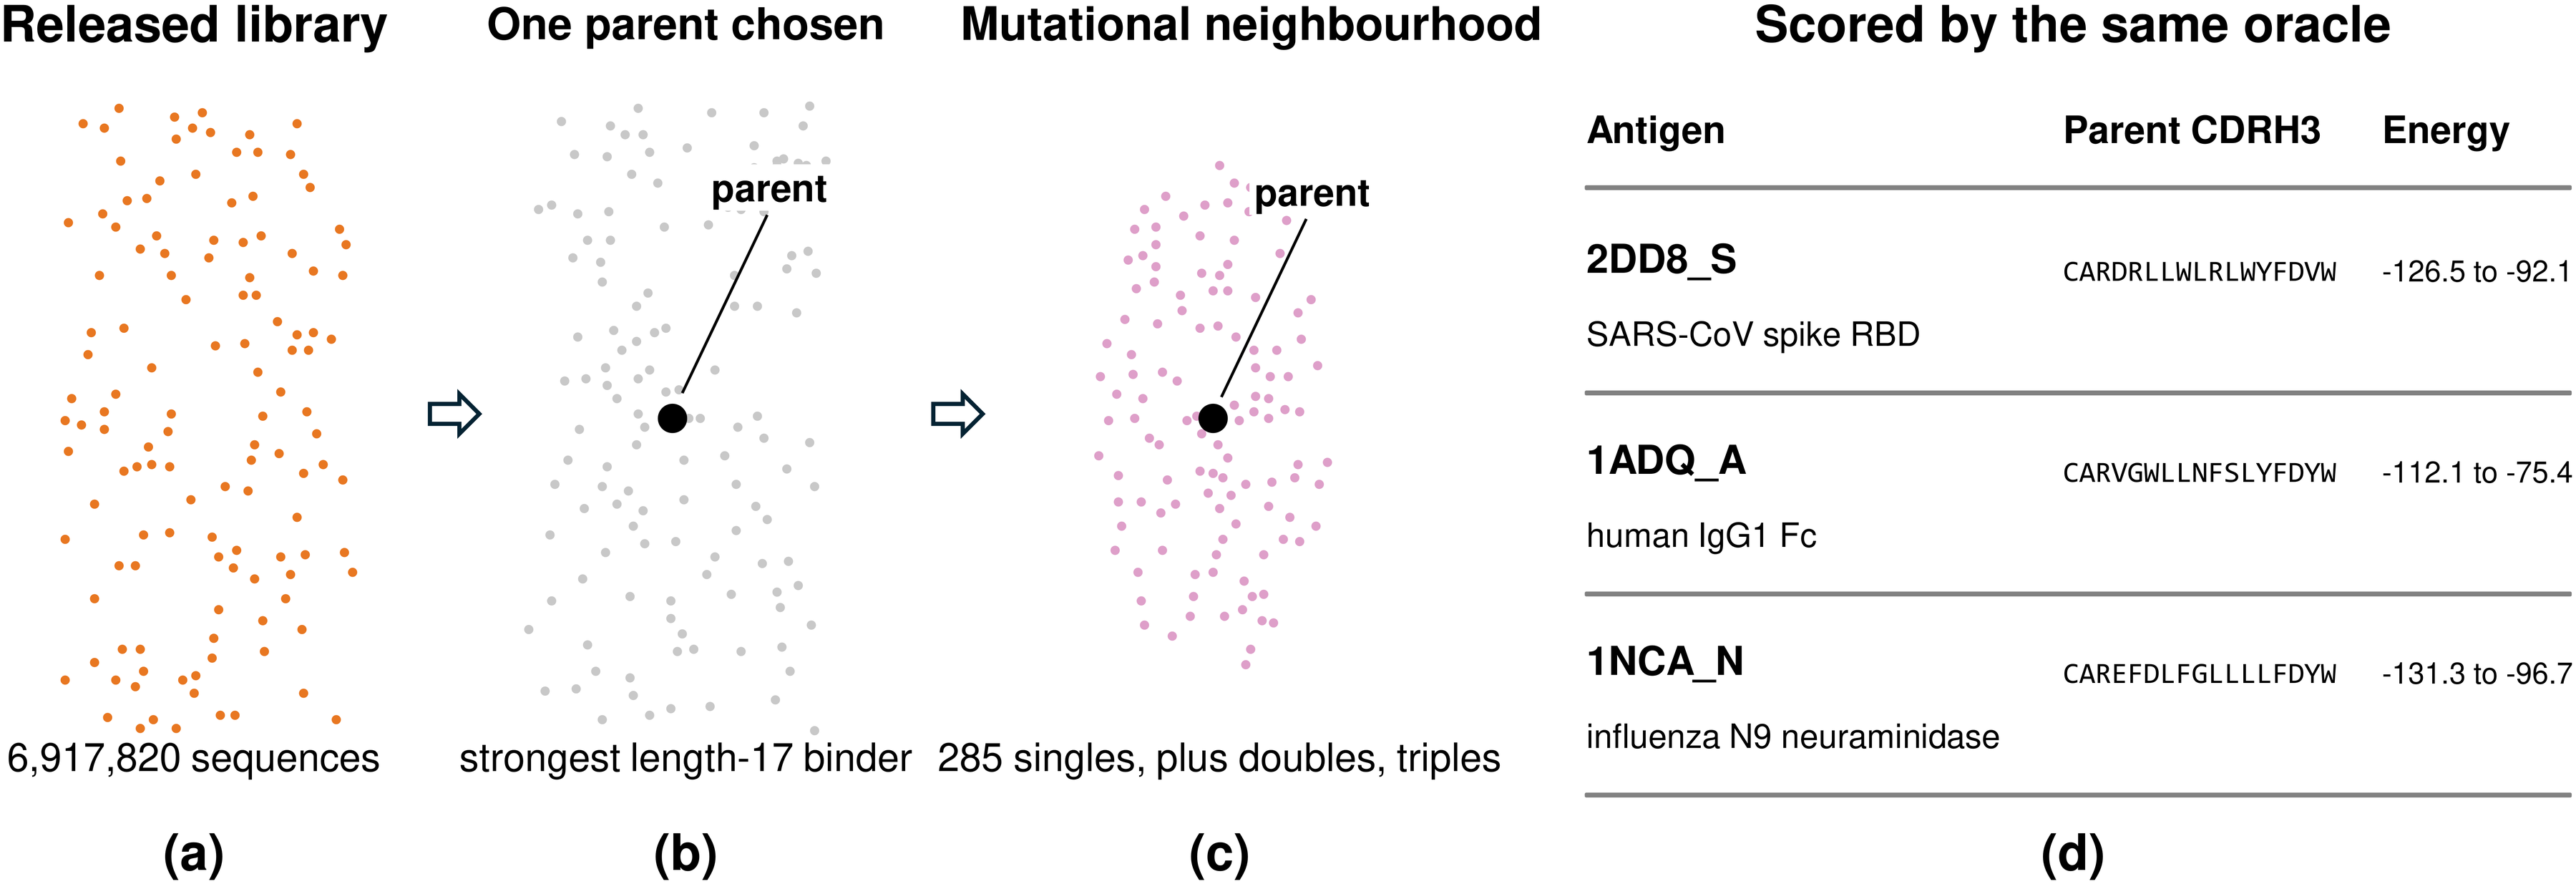 Released library
One parent chosen
Mutational neighbourhood
Scored by the same oracle
parent
parent
6,917,820 sequences
strongest length-17 binder
285 singles, plus doubles, triples
Antigen Parent CDRH3 Energy
2DD8_S CARDRLLWLRLWYFDVW -126.5 to -92.1
SARS-CoV spike RBD
1ADQ_A CARVGWLLNFSLYFDYW -112.1 to -75.4
human IgG1 Fc
1NCA_N CAREFDLFGLLLLFDYW -131.3 to -96.7
influenza N9 neuraminidase
(a)
(b)
(c)
(d)